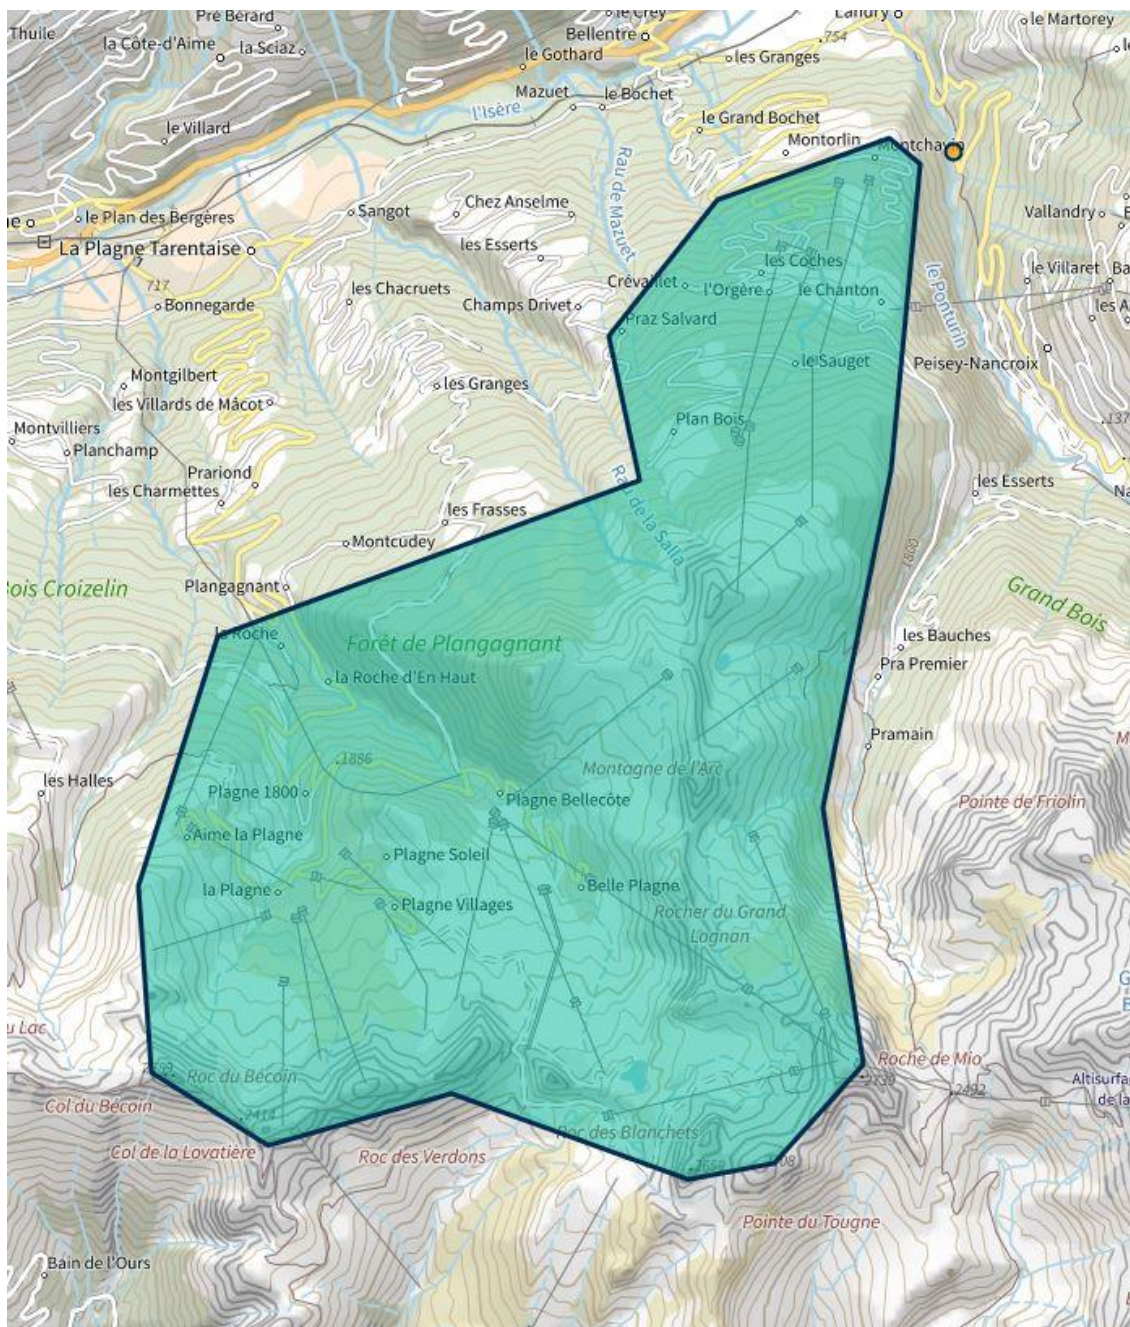 Pré Bérard
le Crey
Landry
le Martorey
Thuile
la Côte-d'Aime
la Sciaz
Bellentre
754
le Gothard
les Granges
Mazuet
le Bochet
l'Isère
le Grand Bochet
le Villard
Montorlin
Montchavin
Rau de Mazuet
Chez Anselme
Sangot
le Plan des Bergères
Vallandry
La Plagne Tarentaise
les Esserts
les Coches
le Villaret
717
Crévaillet
l'Orgère
le Chanton
les Chacruets
Bonnegarde
Champs Drivet
Praz Salvard
le Ponturin
le Sauget
Peisey-Nancroix
Montgilbert
les Granges
les Villards de Mâcot
Plan Bois
Montvilliers
Planchamp
Prariond
les Charmettes
les Esserts
les Frasses
Rau de la Salla
Montcudey
1800
Plangagnant
ois Croizelin
Grand Bois
la Roche
Forêt de Plangagnant
les Bauches
Pra Premier
la Roche d'En Haut
Pramain
1886
Montagne de l'Arc
les Halles
Plagne 1800
Plagne Bellecôte
Pointe de Friolin
Aime la Plagne
Plagne Soleil
la Plagne
Belle Plagne
Plagne Villages
Rocher du Grand
Lognan
u Lac
Roche de Mio
Roc du Bécoin
2739
2492
Altisurfa
de la
Col du Bécoin
2414
Roc des Blanchets
Col de la Lovatière
Roc des Verdons
2658
Pointe du Tougne
Bain de l'Ours